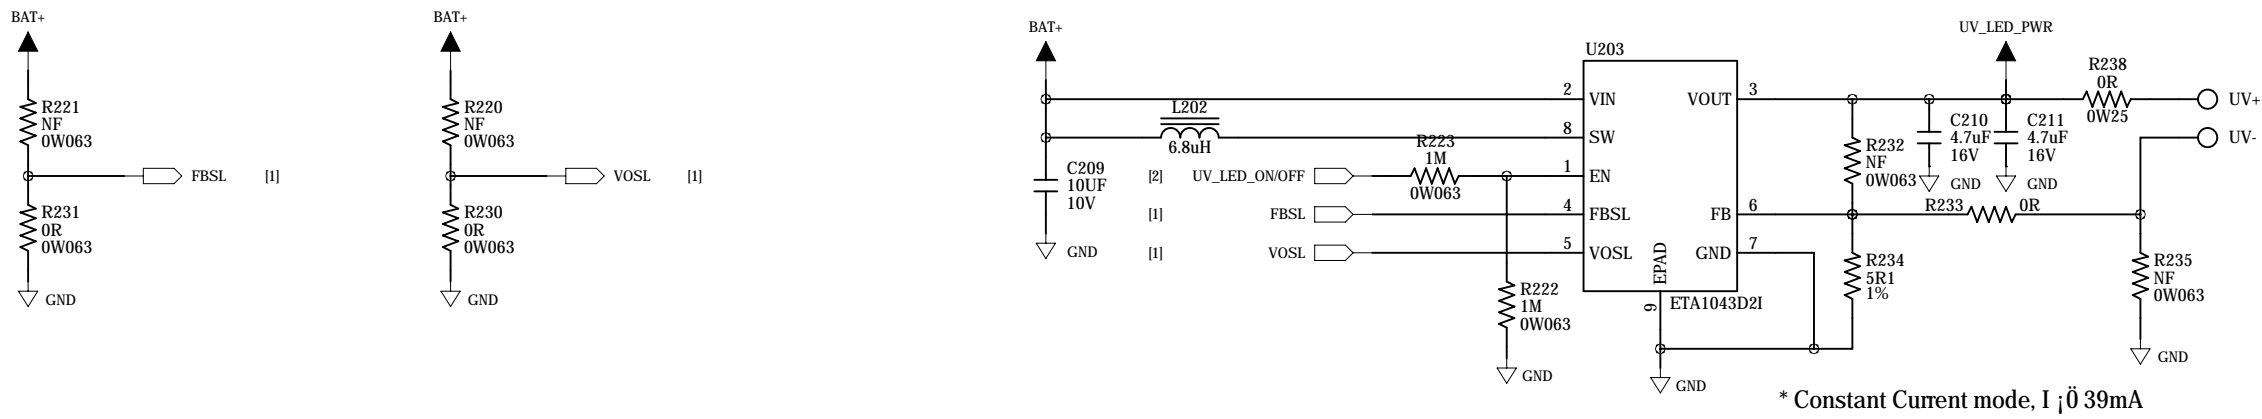 BAT+
R221
NF
0W063
FBSL [1]
R231
0R
0W063
GND
BAT+
R220
NF
0W063
VOSL [1]
R230
0R
0W063
GND
BAT+
L202
6.8uH
C209
10UF
10V
GND
R223
1M
0W063
[2] UV_LED_ON/OFF
[1] FBSL
[1] VOSL
R222
1M
0W063
GND
U203
2 VIN VOUT 3
8 SW
1 EN
4 FBSL FB 6
5 VOSL GND 7
EPAD
9
ETA1043D2I
GND
UV_LED_PWR
R238
0R
0W25
UV+
UV-
R232
NF
0W063
C210
4.7uF
16V
GND
C211
4.7uF
16V
GND
R233 0R
R234
5R1
1%
R235
NF
0W063
GND
* Constant Current mode, I ¡Ö 39mA